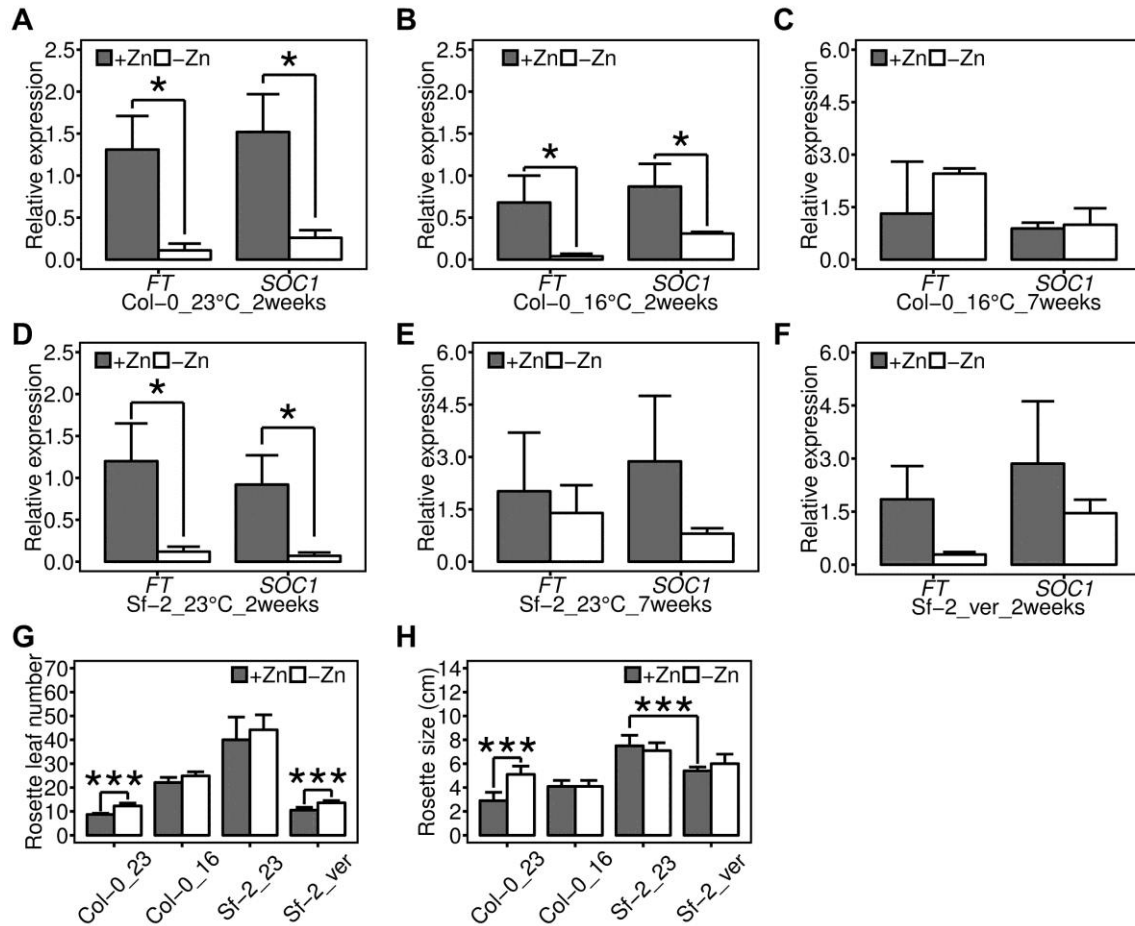 A
Relative expression
2.5
2.0
1.5
1.0
0.5
0.0
+Zn −Zn
*
*
FT SOC1
Col−0_23°C_2weeks
B
Relative expression
2.5
2.0
1.5
1.0
0.5
0.0
+Zn −Zn
*
*
FT SOC1
Col−0_16°C_2weeks
C
Relative expression
6.0
4.5
3.0
1.5
0.0
+Zn −Zn
FT SOC1
Col−0_16°C_7weeks
D
Relative expression
2.5
2.0
1.5
1.0
0.5
0.0
+Zn −Zn
*
*
FT SOC1
Sf−2_23°C_2weeks
E
Relative expression
6.0
4.5
3.0
1.5
0.0
+Zn −Zn
FT SOC1
Sf−2_23°C_7weeks
F
Relative expression
6.0
4.5
3.0
1.5
0.0
+Zn −Zn
FT SOC1
Sf−2_ver_2weeks
G
Rosette leaf number
70
60
50
40
30
20
10
0
+Zn −Zn
***
***
Col−0_23
Col−0_16
Sf−2_23
Sf−2_ver
H
Rosette size (cm)
14
12
10
8
6
4
2
0
+Zn −Zn
***
***
Col−0_23
Col−0_16
Sf−2_23
Sf−2_ver